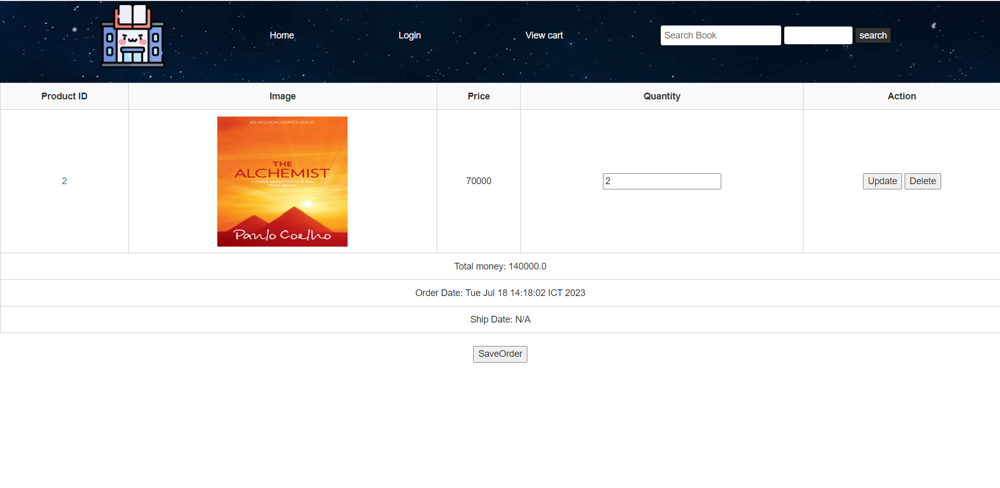 Home Login View cart Search Book search
Product ID Image Price Quantity Action
65 MILLION COPIES SOLD
THE
ALCHEMIST
A FABLE ABOUT FOLLOWING
YOUR DREAM
Paulo Coelho
2 70000 2 Update Delete
Total money: 140000.0
Order Date: Tue Jul 18 14:18:02 ICT 2023
Ship Date: N/A
SaveOrder